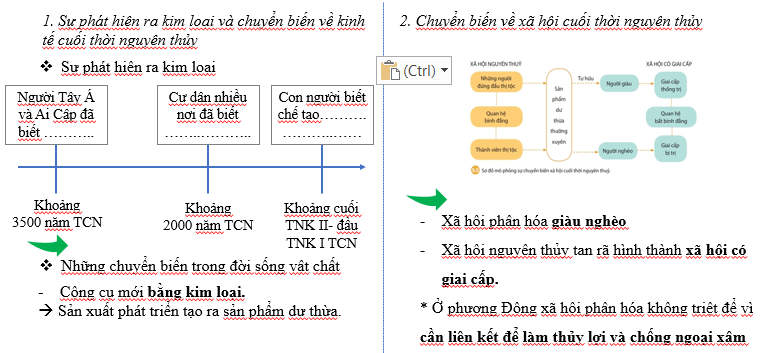 1. Sự phát hiện ra kim loại và chuyển biến về kinh
tế cuối thời nguyên thủy
❖ Sự phát hiện ra kim loại
Người Tây Á
và Ai Cập đã
biết ………..
Cư dân nhiều
nơi đã biết
………………
Con người biết
chế tạo……….
……………
Khoảng
3500 năm TCN
Khoảng
2000 năm TCN
Khoảng cuối
TNK II- đầu
TNK I TCN
❖ Những chuyển biến trong đời sống vật chất
- Công cụ mới bằng kim loại.
→ Sản xuất phát triển tạo ra sản phẩm dư thừa.
(Ctrl)
2. Chuyển biến về xã hội cuối thời nguyên thủy
XÃ HỘI NGUYÊN THUỶ
XÃ HỘI CÓ GIAI CẤP
Những người
đứng đầu thị tộc
Quan hệ
bình đẳng
Thành viên thị tộc
Sản
phẩm
dư
thừa
thường
xuyên
Tư hữu
Người giàu
Người nghèo
Giai cấp
thống trị
Quan hệ
bất bình đẳng
Giai cấp
bị trị
Sơ đồ mô phỏng sự chuyển biến xã hội cuối thời nguyên thuỷ.
- Xã hội phân hóa giàu nghèo
- Xã hội nguyên thủy tan rã hình thành xã hội có
giai cấp.
* Ở phương Đông xã hội phân hóa không triệt để vì
cần liên kết để làm thủy lợi và chống ngoại xâm